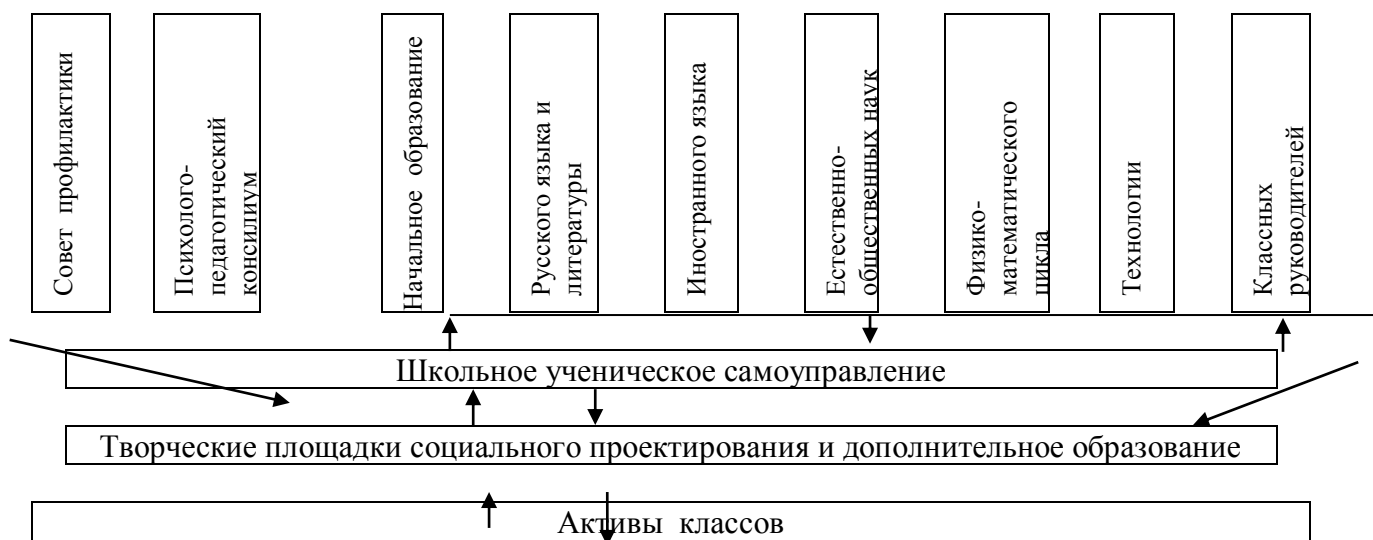 Совет профилактики
Психолого-
педагогический
консилиум
Начальное образование
Русского языка и
литературы
Иностранного языка
Естественно-
общественных наук
Физико-
математического
цикла
Технологии
Классных
руководителей
Школьное ученическое самоуправление
Творческие площадки социального проектирования и дополнительное образование
Активы классов